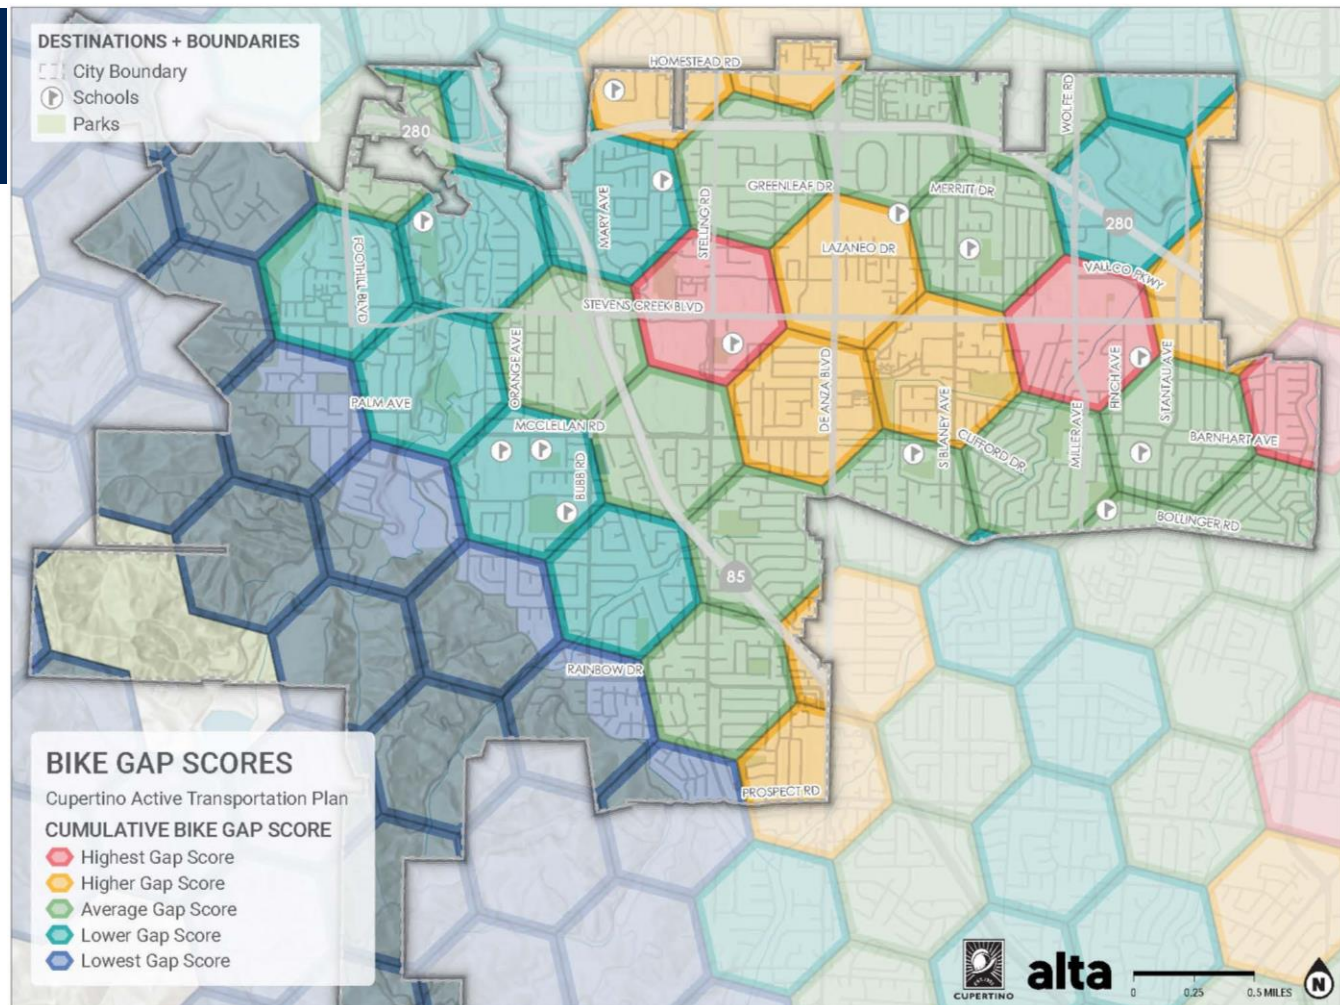 DESTINATIONS + BOUNDARIES
City Boundary
Schools
Parks
HOMESTEAD RD
280
WOLFE RD
GREENLEAF DR
MERRITT DR
MARY AVE
STELLING RD
FOOTHILL BLVD
LAZANEO DR
280
VALLCO PKWY
STEVENS CREEK BLVD
ORANGE AVE
DE ANZA BLVD
FINCH AVE
S TANTAU AVE
PALM AVE
S BLANEY AVE
MILLER AVE
MCCLELLAN RD
CLIFFORD DR
BARNHART AVE
BUBB RD
BOLLINGER RD
85
RAINBOW DR
PROSPECT RD
BIKE GAP SCORES
Cupertino Active Transportation Plan
CUMULATIVE BIKE GAP SCORE
Highest Gap Score
Higher Gap Score
Average Gap Score
Lower Gap Score
Lowest Gap Score
CUPERTINO
alta
0 0.25 0.5 MILES
N